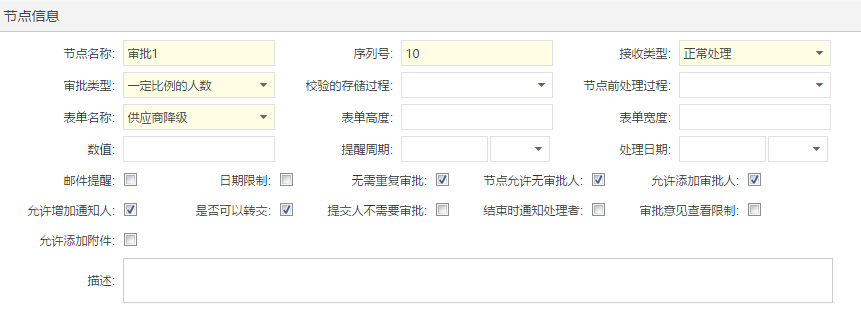 节点信息
节点名称: 审批1 序列号: 10 接收类型: 正常处理
审批类型: 一定比例的人数 校验的存储过程: 节点前处理过程:
表单名称: 供应商降级 表单高度: 表单宽度:
数值: 提醒周期: 处理日期:
邮件提醒: 日期限制: 无需重复审批: 节点允许无审批人: 允许添加审批人:
允许增加通知人: 是否可以转交: 提交人不需要审批: 结束时通知处理者: 审批意见查看限制:
允许添加附件:
描述: